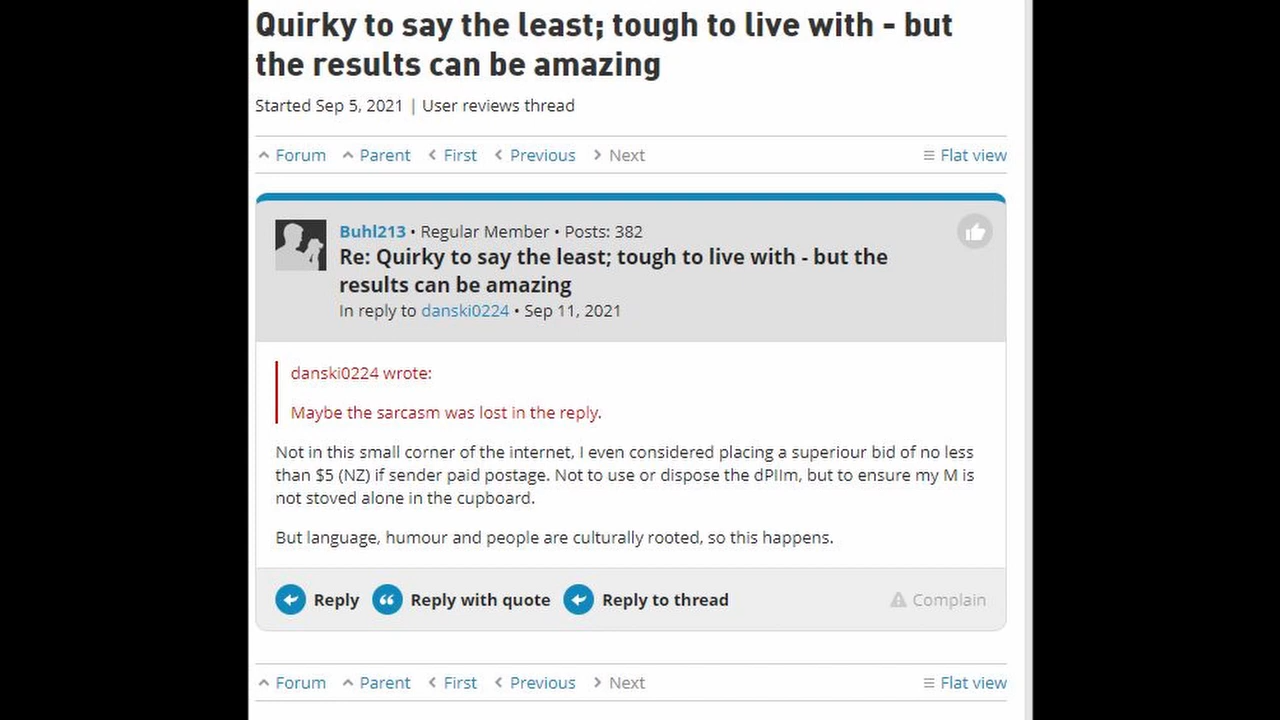 Quirky to say the least; tough to live with - but
the results can be amazing
Started Sep 5, 2021 | User reviews thread
Forum Parent First Previous Next Flat view
Buhl213 • Regular Member • Posts: 382
Re: Quirky to say the least; tough to live with - but the
results can be amazing
In reply to danski0224 • Sep 11, 2021
danski0224 wrote:
Maybe the sarcasm was lost in the reply.
Not in this small corner of the internet, I even considered placing a superiour bid of no less
than $5 (NZ) if sender paid postage. Not to use or dispose the dPIIm, but to ensure my M is
not stoved alone in the cupboard.
But language, humour and people are culturally rooted, so this happens.
Reply Reply with quote Reply to thread Complain
Forum Parent First Previous Next Flat view